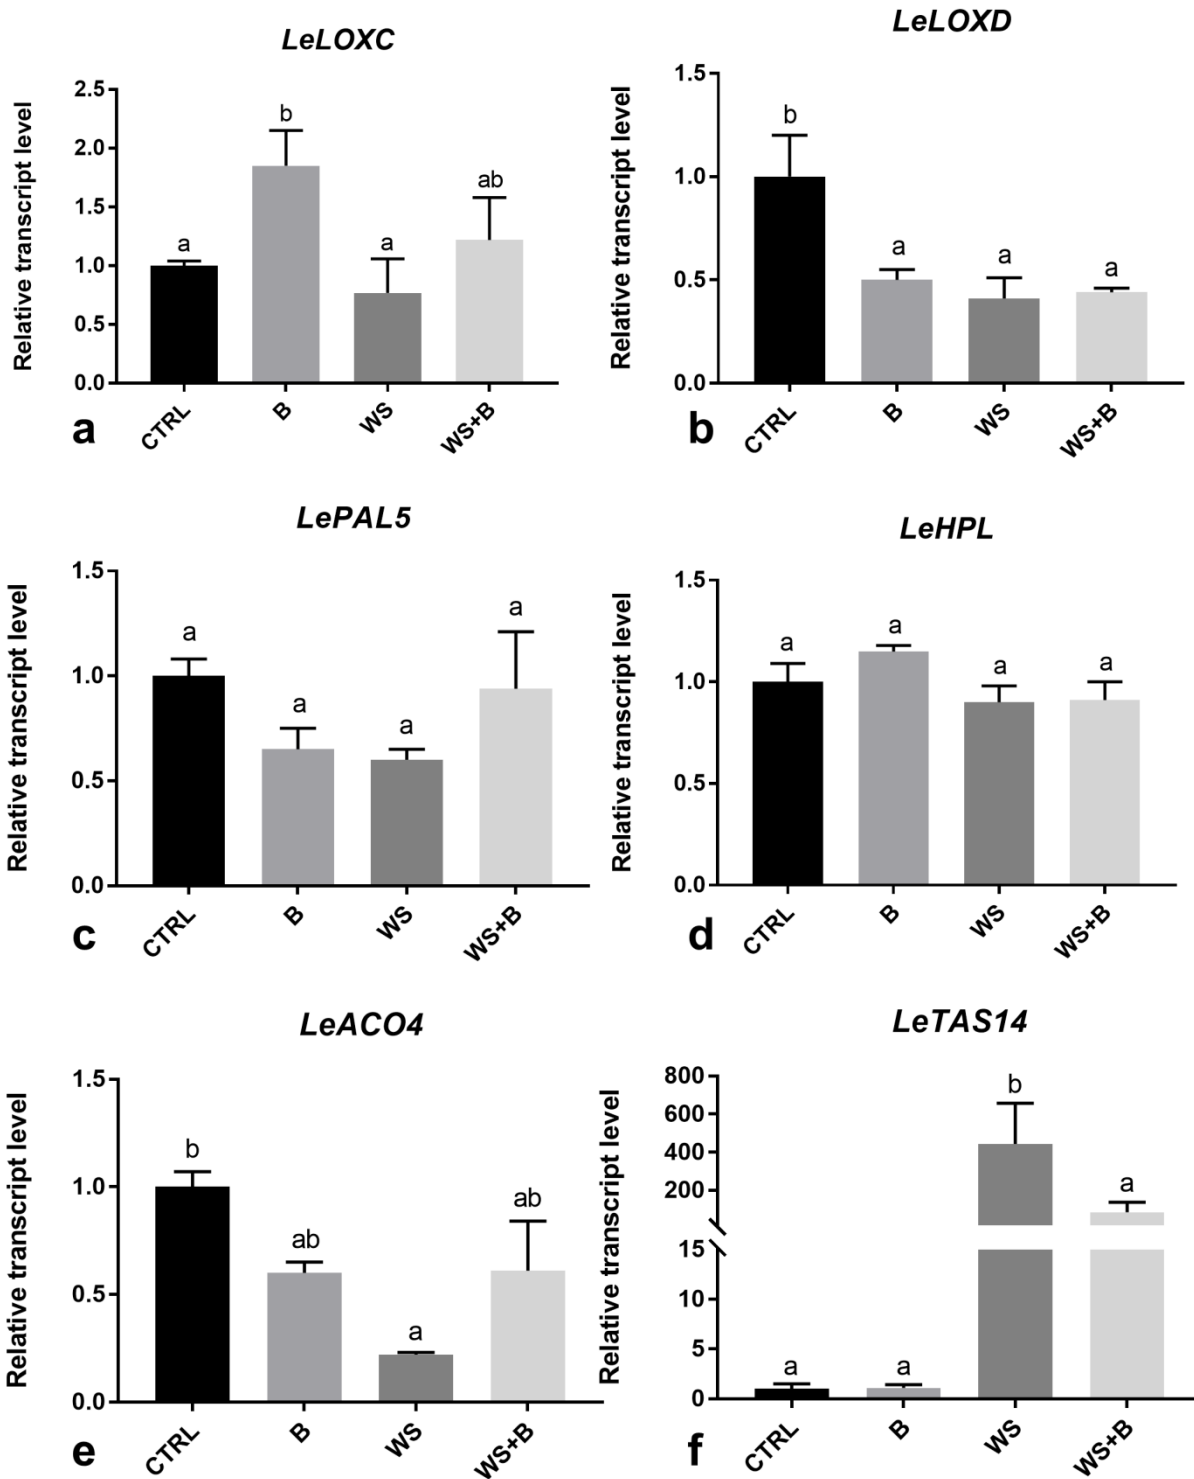 LeLOXC
Relative transcript level
2.5
2.0
1.5
1.0
0.5
0.0
a
b
a
ab
CTRL
B
WS
WS+B
a
LeLOXD
Relative transcript level
1.5
1.0
0.5
0.0
b
a
a
a
CTRL
B
WS
WS+B
b
LePAL5
Relative transcript level
1.5
1.0
0.5
0.0
a
a
a
a
CTRL
B
WS
WS+B
c
LeHPL
Relative transcript level
1.5
1.0
0.5
0.0
a
a
a
a
CTRL
B
WS
WS+B
d
LeACO4
Relative transcript level
1.5
1.0
0.5
0.0
b
ab
a
ab
CTRL
B
WS
WS+B
e
LeTAS14
Relative transcript level
800
600
400
200
15
10
5
0
a
a
b
a
CTRL
B
WS
WS+B
f